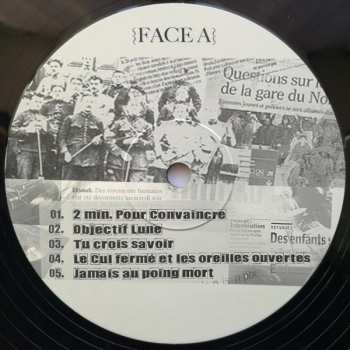 {FACE A}
Questions sur l
de la gare du No
01. 2 min. Pour Convaincre
02. Objectif Lune
03. Tu crois savoir
04. Le Cul fermé et les oreilles ouvertes
05. Jamais au poing mort
Des enfants